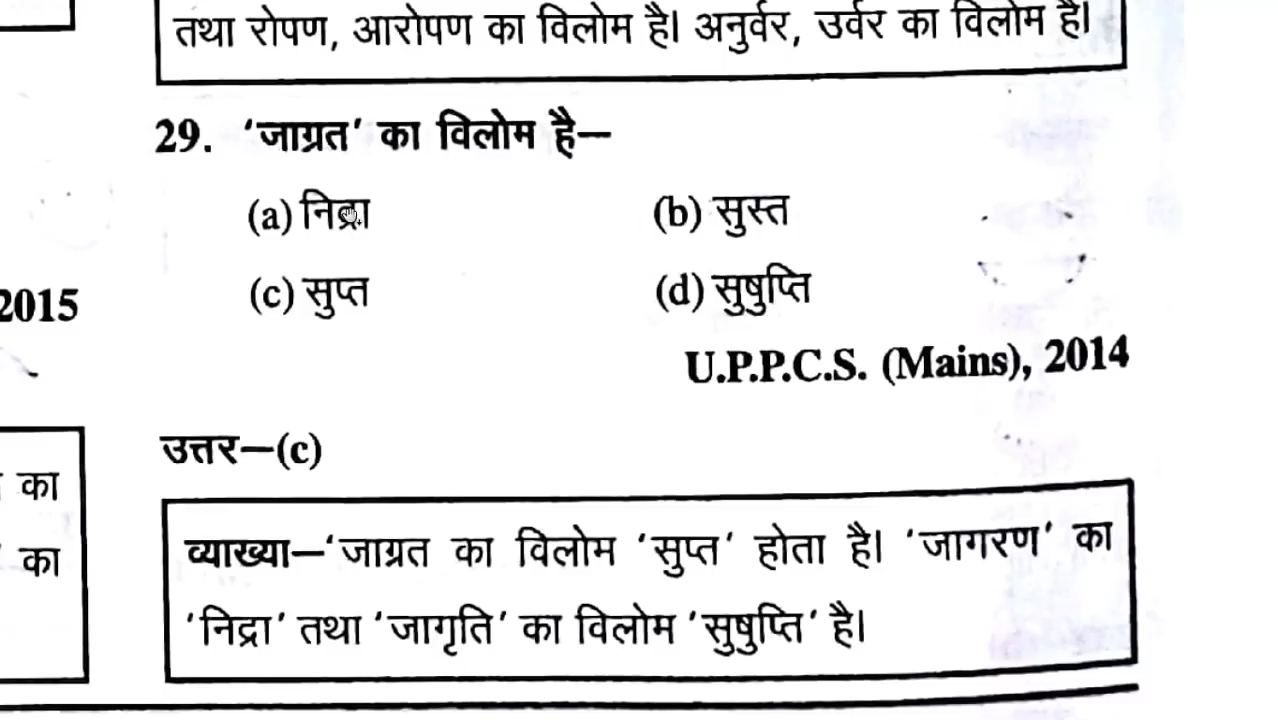 तथा रोपण, आरोपण का विलोम है। अनुर्वर, उर्वर का विलोम है।
29. ‘जाग्रत’ का विलोम है—
(a) निद्रा (b) सुस्त
(c) सुप्त (d) सुषुप्ति
2015
U.P.P.C.S. (Mains), 2014
उत्तर—(c)
का
का
व्याख्या—‘जाग्रत का विलोम ‘सुप्त’ होता है। ‘जागरण’ का
‘निद्रा’ तथा ‘जागृति’ का विलोम ‘सुषुप्ति’ है।